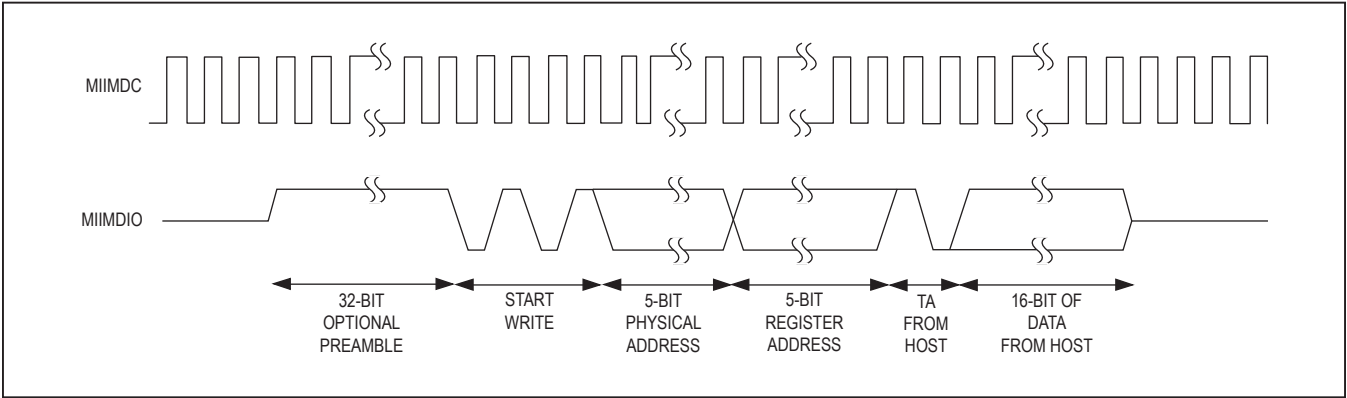 MIIMDC
MIIMDIO
32-BIT
OPTIONAL
PREAMBLE
START
WRITE
5-BIT
PHYSICAL
ADDRESS
5-BIT
REGISTER
ADDRESS
TA
FROM
HOST
16-BIT OF
DATA
FROM HOST